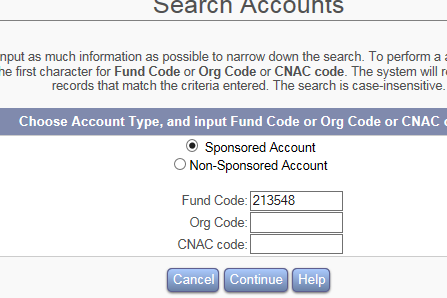 Search Accounts
nput as much information as possible to narrow down the search. To perform a
he first character for Fund Code or Org Code or CNAC code. The system will
records that match the criteria entered. The search is case-insensitive.
Choose Account Type, and input Fund Code or Org Code or CNAC
Sponsored Account
Non-Sponsored Account
Fund Code: 213548
Org Code:
CNAC code:
Cancel Continue Help